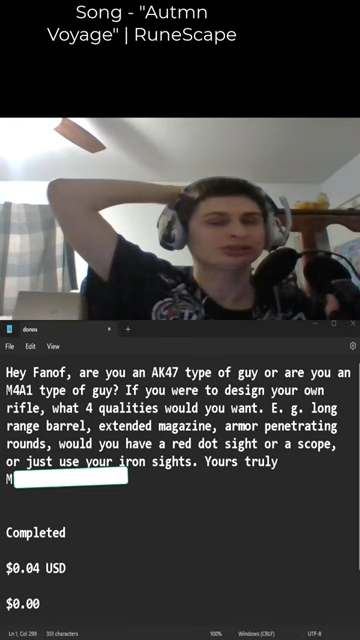 Song - "Autmn
Voyage" | RuneScape
donos
File Edit View
Hey Fanof, are you an AK47 type of guy or are you an
M4A1 type of guy? If you were to design your own
rifle, what 4 qualities would you want. E. g. long
range barrel, extended magazine, armor penetrating
rounds, would you have a red dot sight or a scope,
or just use your iron sights. Yours truly
M
Completed
$0.04 USD
$0.00
Ln 1, Col 299 351 characters 100% Windows (CRLF) UTF-8